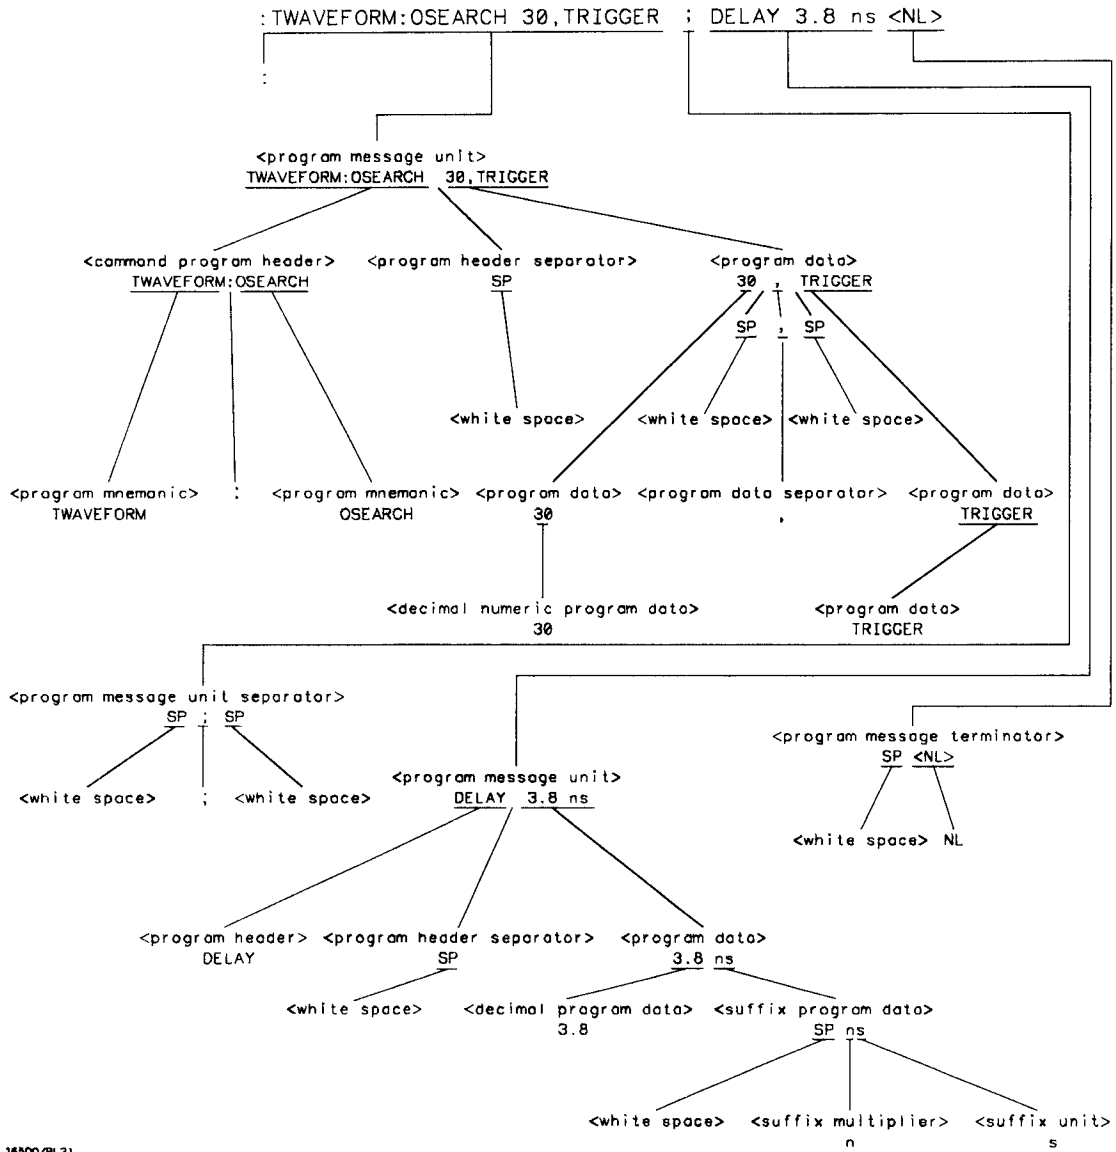 :TWAVEFORM:OSEARCH 30,TRIGGER ; DELAY 3.8 ns <NL>
:
<program message unit>
TWAVEFORM:OSEARCH 30,TRIGGER
<command program header> <program header separator> <program data>
TWAVEFORM:OSEARCH SP 30 , TRIGGER
SP , SP
<white space> <white space> <white space>
<program mnemonic> : <program mnemonic> <program data> <program data separator> <program data>
TWAVEFORM OSEARCH 30 , TRIGGER
<decimal numeric program data> <program data>
30 TRIGGER
<program message unit separator>
SP ; SP
<program message terminator>
SP <NL>
<white space> ; <white space>
<program message unit>
DELAY 3.8 ns
<white space> NL
<program header> <program header separator> <program data>
DELAY SP 3.8 ns
<white space> <decimal program data> <suffix program data>
3.8 SP ns
<white space> <suffix multiplier> <suffix unit>
n s